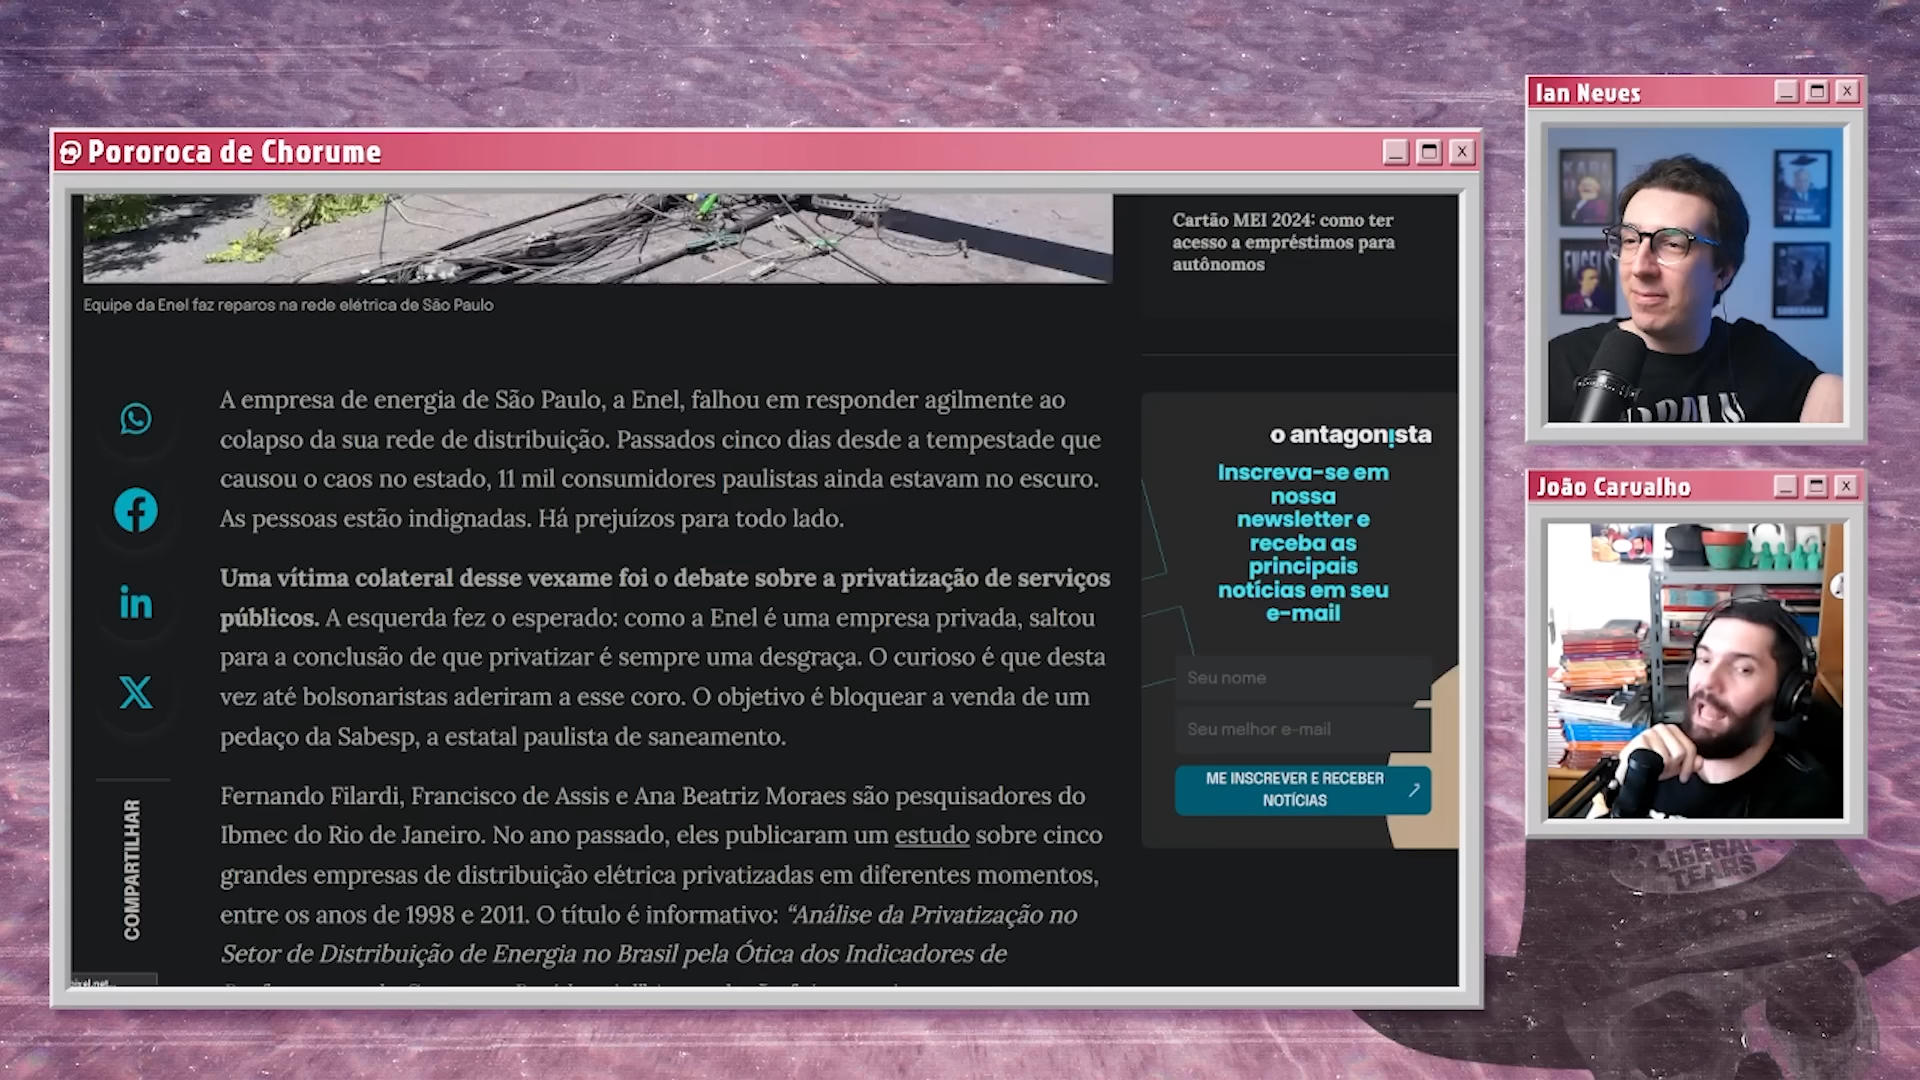 Pororoca de Chorume
Equipe da Enel faz reparos na rede elétrica de São Paulo
A empresa de energia de São Paulo, a Enel, falhou em responder agilmente ao
colapso da sua rede de distribuição. Passados cinco dias desde a tempestade que
causou o caos no estado, 11 mil consumidores paulistas ainda estavam no escuro.
As pessoas estão indignadas. Há prejuízos para todo lado.
Uma vítima colateral desse vexame foi o debate sobre a privatização de serviços
públicos. A esquerda fez o esperado: como a Enel é uma empresa privada, saltou
para a conclusão de que privatizar é sempre uma desgraça. O curioso é que desta
vez até bolsonaristas aderiram a esse coro. O objetivo é bloquear a venda de um
pedaço da Sabesp, a estatal paulista de saneamento.
Fernando Filardi, Francisco de Assis e Ana Beatriz Moraes são pesquisadores do
Ibmec do Rio de Janeiro. No ano passado, eles publicaram um estudo sobre cinco
grandes empresas de distribuição elétrica privatizadas em diferentes momentos,
entre os anos de 1998 e 2011. O título é informativo: “Análise da Privatização no
Setor de Distribuição de Energia no Brasil pela Ótica dos Indicadores de
COMPARTILHAR
Cartão MEI 2024: como ter
acesso a empréstimos para
autônomos
o antagonista
Inscreva-se em
nossa
newsletter e
receba as
principais
notícias em seu
e-mail
Seu nome
Seu melhor e-mail
ME INSCREVER E RECEBER
NOTÍCIAS
Ian Neves
KARL
ENGELS
SOBERANA
João Carvalho
LIBERAL
TEARS